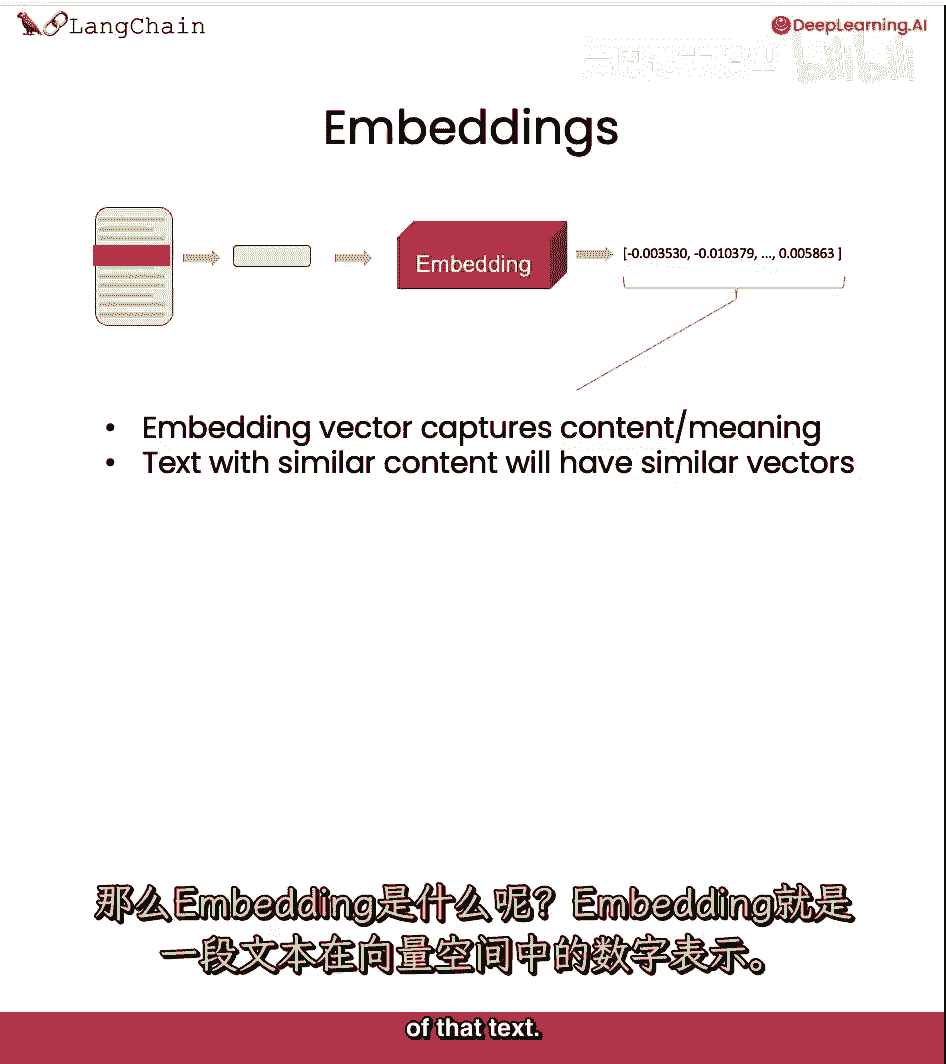 LangChain
DeepLearning.AI
Embeddings
Embedding
[-0.003530, -0.010379, ..., 0.005863 ]
• Embedding vector captures content/meaning
• Text with similar content will have similar vectors
那么Embedding是什么呢？Embedding就是
一段文本在向量空间中的数字表示。
of that text.